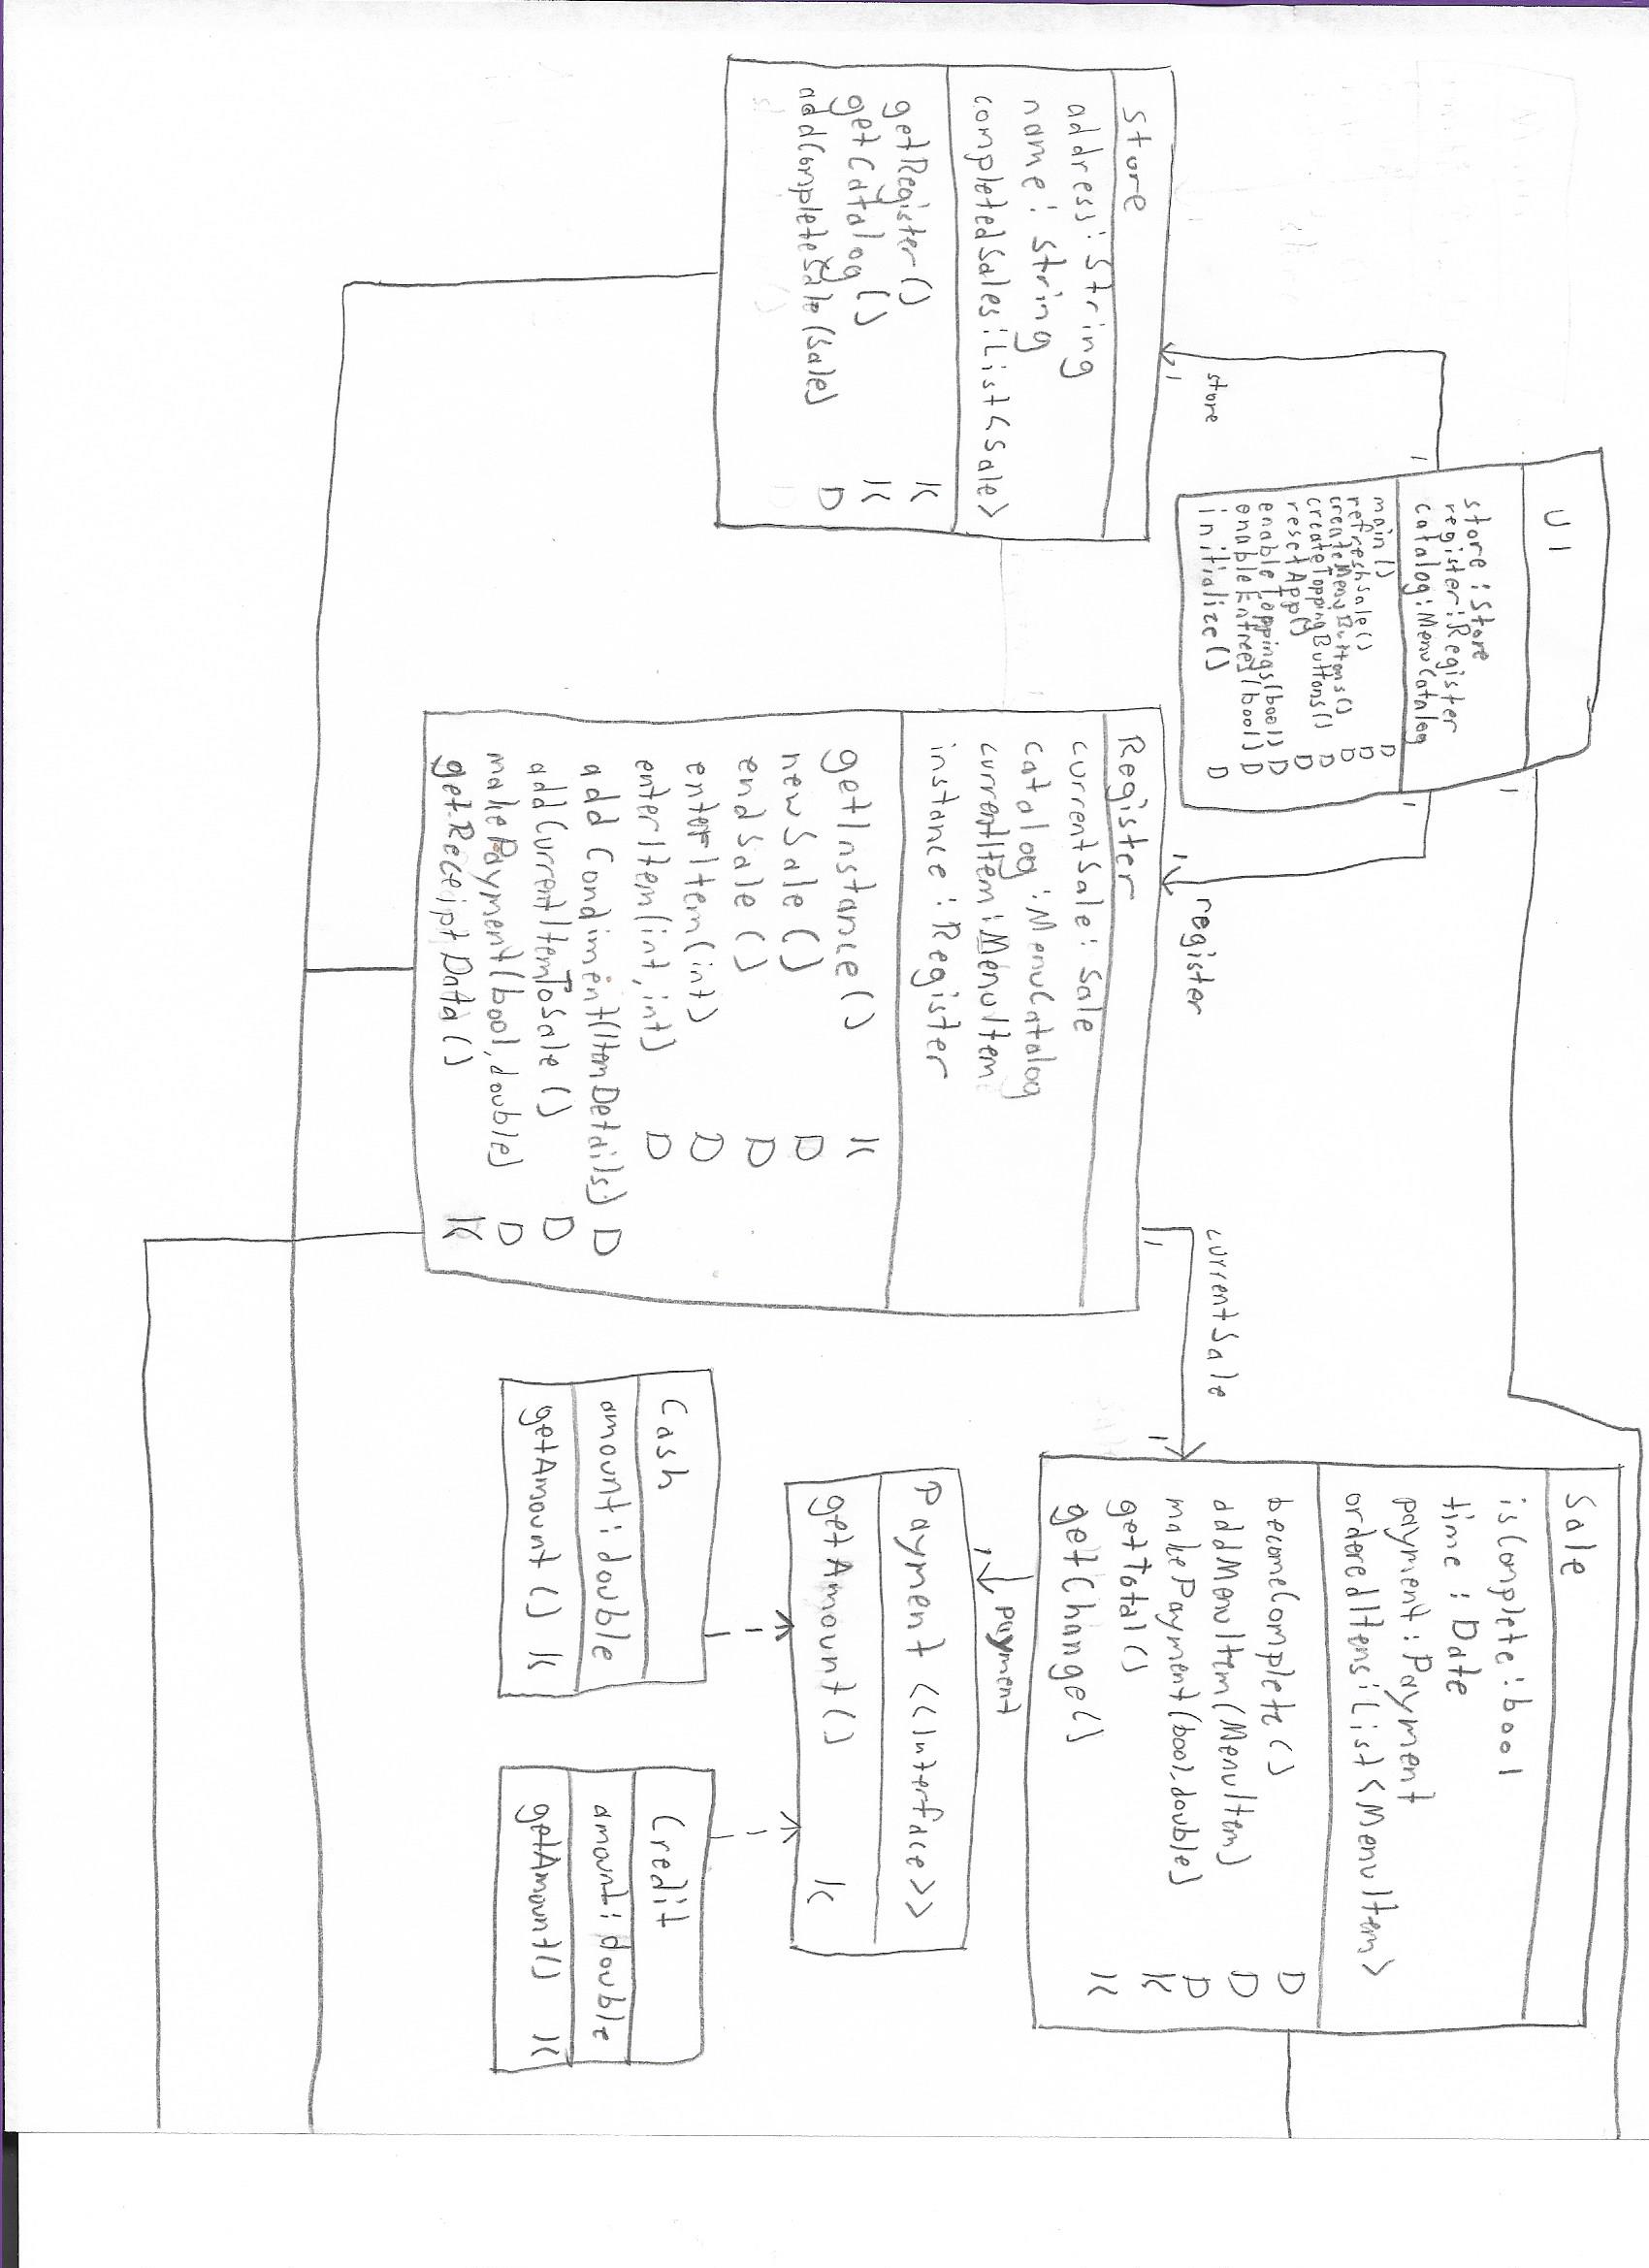 UI
store : Store
register : Register
catalog : MenuCatalog
main() D
refreshSale() D
createMenuButtons() D
createToppingButtons() D
resetApp() D
enableToppings(bool) D
enableEntrees(bool) D
initialize() D
1
1
1
1
store
1
register
Store
address : String
name : String
completedSales : List<Sale>
getRegister() K
getCatalog() K
addCompleteSale(Sale) D
Register
currentSale : Sale
catalog : MenuCatalog
currentItem : MenuItem
instance : Register
getInstance() K
newSale() D
endSale() D
enterItem(int) D
enterItem(int, int) D
addCondiment(ItemDetails) D
addCurrentItemToSale() D
makePayment(bool, double) D
getReceiptData() K
1
currentSale
1
Sale
isComplete : bool
time : Date
payment : Payment
orderedItems : List<MenuItem>
becomeComplete() D
addMenuItem(MenuItem) D
makePayment(bool, double) D
getTotal() K
getChange() K
1
payment
Payment <<interface>>
getAmount() K
Cash
amount : double
getAmount() K
Credit
amount : double
getAmount() K